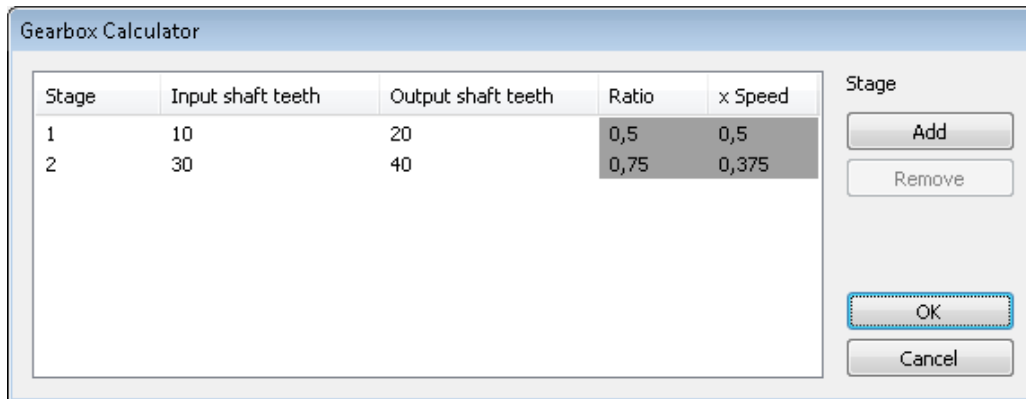 Gearbox Calculator
Stage Input shaft teeth Output shaft teeth Ratio x Speed
1 10 20 0,5 0,5
2 30 40 0,75 0,375
Stage
Add
Remove
OK
Cancel